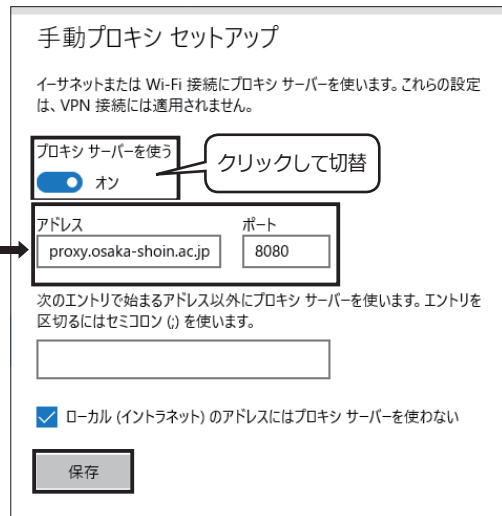 手動プロキシ セットアップ
イーサネットまたは Wi-Fi 接続にプロキシ サーバーを使います。これらの設定
は、VPN 接続には適用されません。
プロキシ サーバーを使う
クリックして切替
オン
アドレス ポート
proxy.osaka-shoin.ac.jp 8080
次のエントリで始まるアドレス以外にプロキシ サーバーを使います。エントリを
区切るにはセミコロン (;) を使います。
ローカル (イントラネット) のアドレスにはプロキシ サーバーを使わない
保存